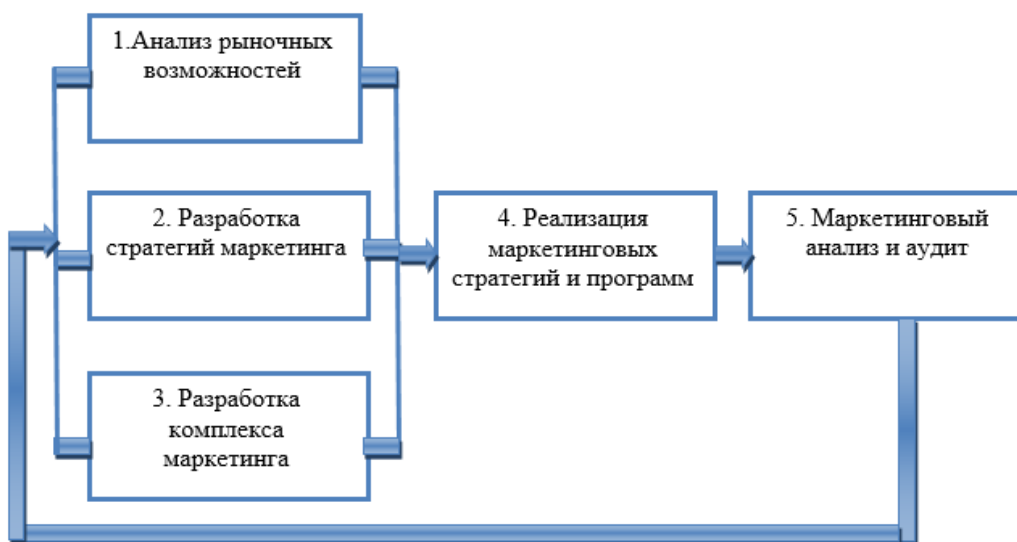 1.Анализ рыночных
возможностей
2. Разработка
стратегий маркетинга
3. Разработка
комплекса
маркетинга
4. Реализация
маркетинговых
стратегий и программ
5. Маркетинговый
анализ и аудит